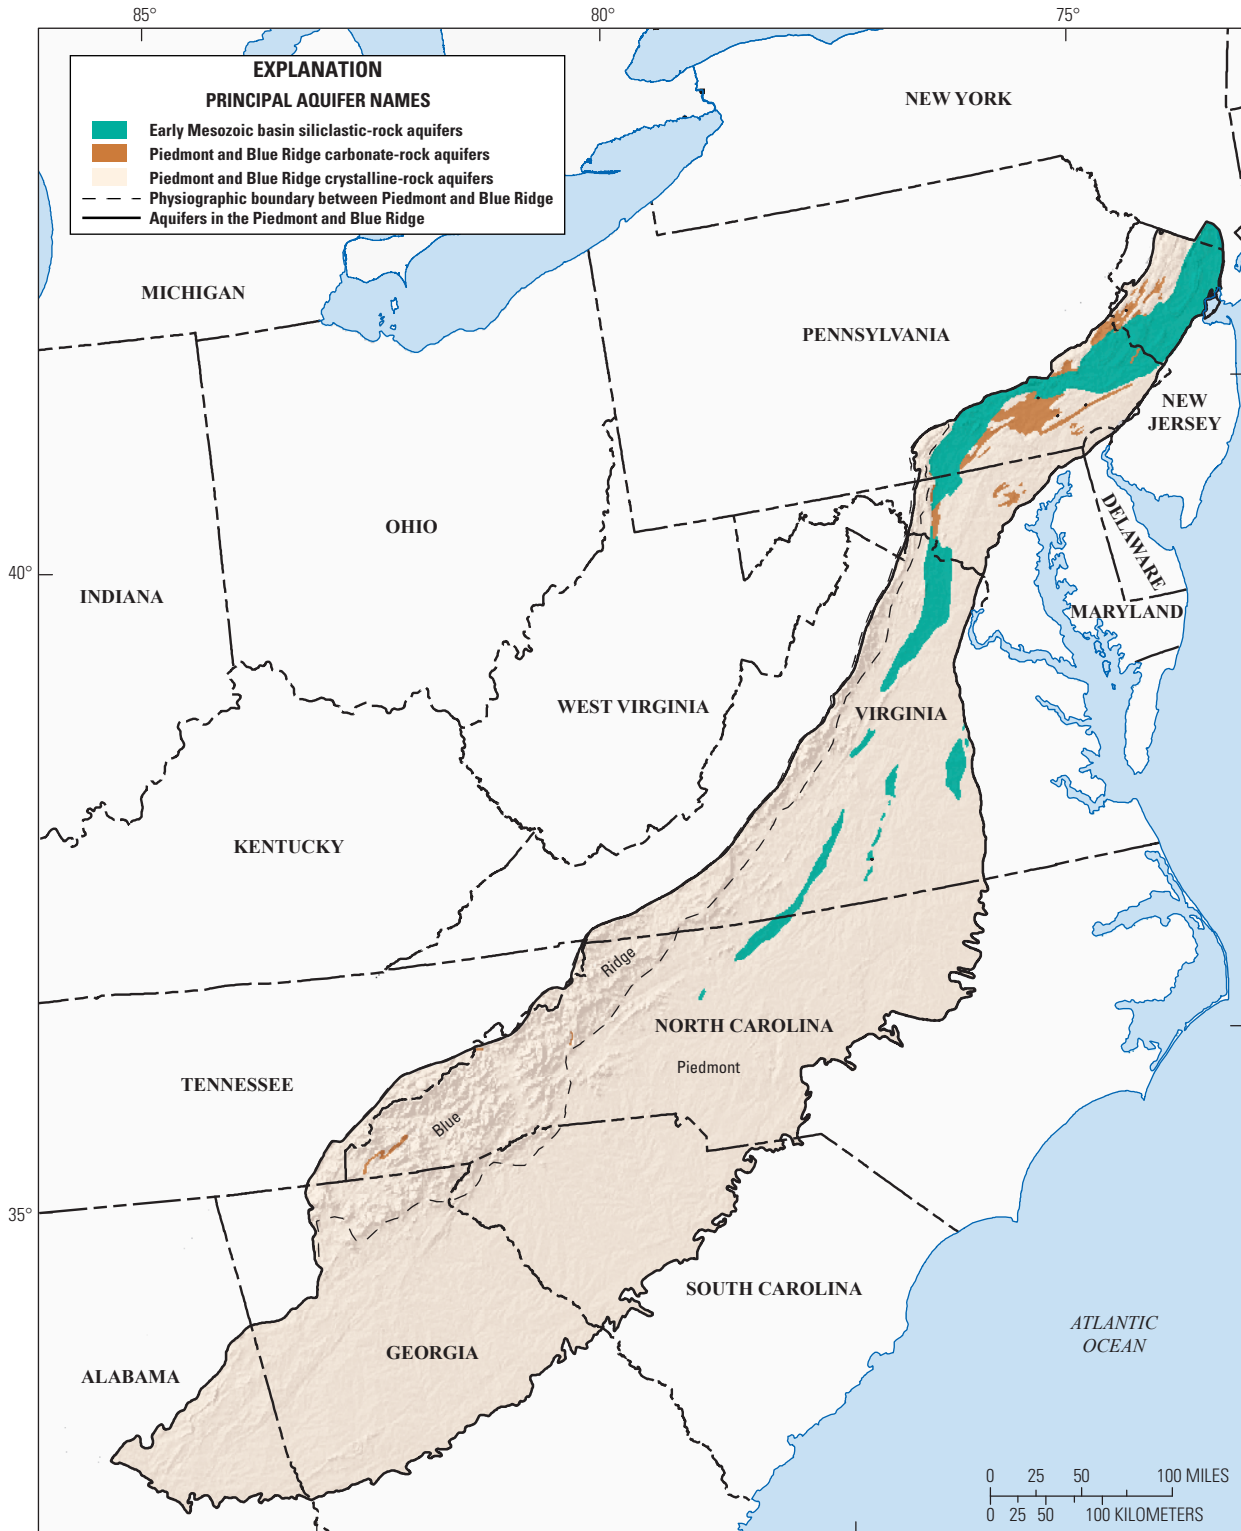 85°
80°
75°
EXPLANATION
PRINCIPAL AQUIFER NAMES
Early Mesozoic basin siliclastic-rock aquifers
Piedmont and Blue Ridge carbonate-rock aquifers
Piedmont and Blue Ridge crystalline-rock aquifers
Physiographic boundary between Piedmont and Blue Ridge
Aquifers in the Piedmont and Blue Ridge
NEW YORK
MICHIGAN
PENNSYLVANIA
NEW
JERSEY
OHIO
DELAWARE
40°
INDIANA
MARYLAND
WEST VIRGINIA
VIRGINIA
KENTUCKY
Ridge
NORTH CAROLINA
Piedmont
TENNESSEE
Blue
35°
SOUTH CAROLINA
ATLANTIC
OCEAN
GEORGIA
ALABAMA
0 25 50 100 MILES
0 25 50 100 KILOMETERS